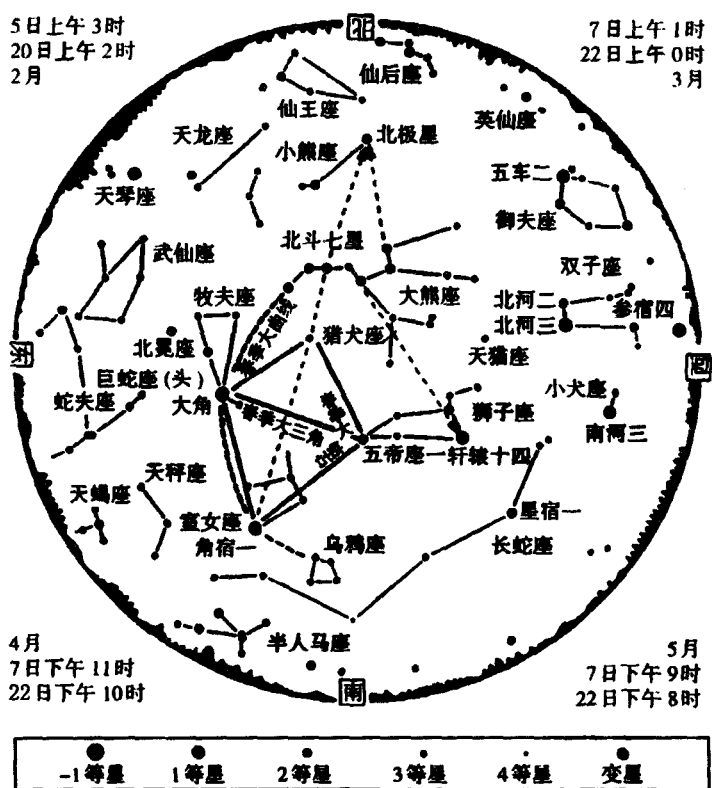 5日上午3时
20日上午2时
2月
7日上午1时
22日上午0时
3月
北
仙后座
仙王座
英仙座
天龙座
小熊座
北极星
五车二
天琴座
御夫座
武仙座
北斗七星
双子座
牧夫座
大熊座
北河二
参宿四
春季大曲线
猎犬座
北河三
北冕座
天猫座
东
西
巨蛇座(头)
小犬座
蛇夫座
大角
春季大三角
狮子座
南河三
五帝座一
轩辕十四
天秤座
天蝎座
室女座
角宿一
乌鸦座
星宿一
长蛇座
半人马座
南
4月
7日下午11时
22日下午10时
5月
7日下午9时
22日下午8时
-1等星
1等星
2等星
3等星
4等星
变星